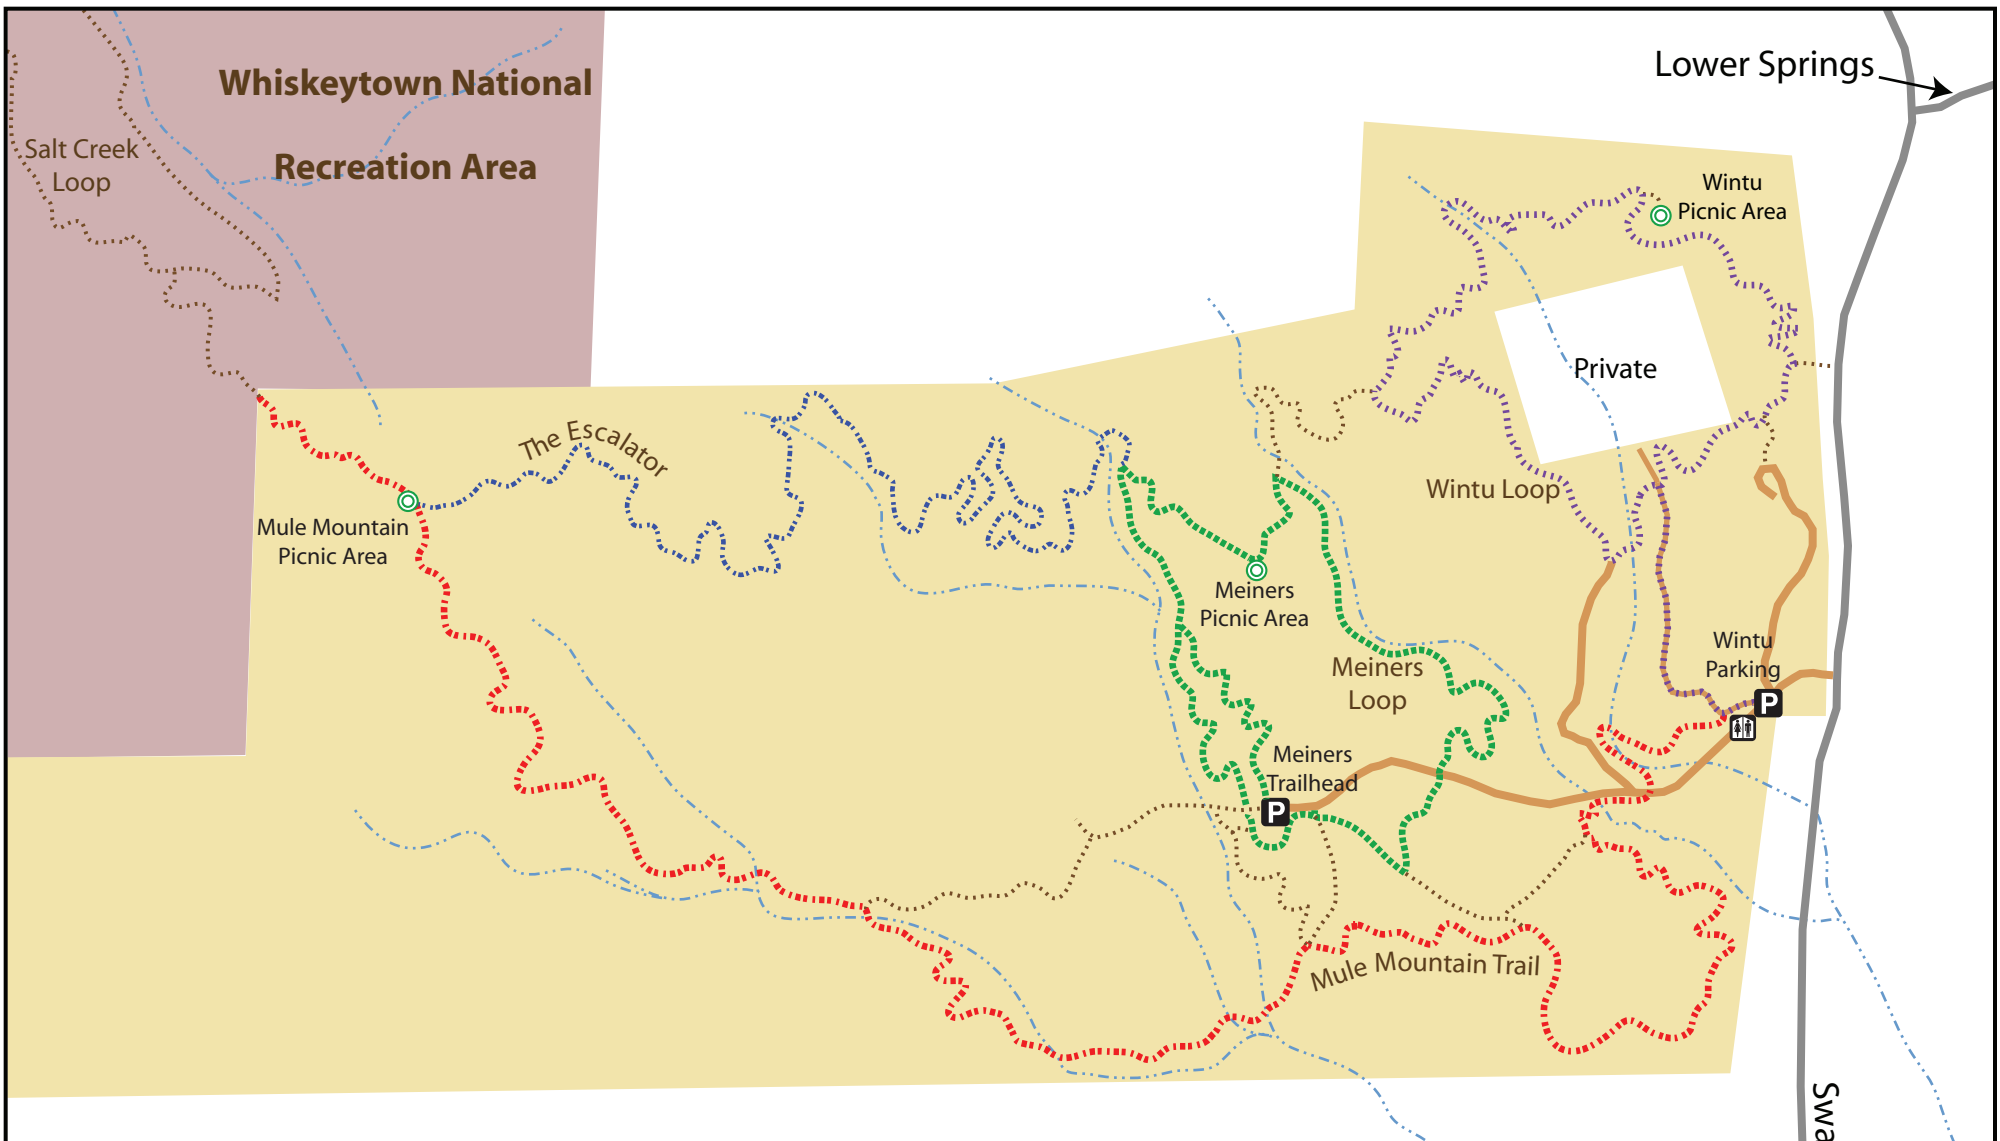 Whiskeytown National
Recreation Area
Salt Creek
Loop
Lower Springs
Wintu
Picnic Area
Private
The Escalator
Mule Mountain
Picnic Area
Wintu Loop
Meiners
Picnic Area
Meiners
Loop
Wintu
Parking
P
Meiners
Trailhead
P
Mule Mountain Trail
Swa